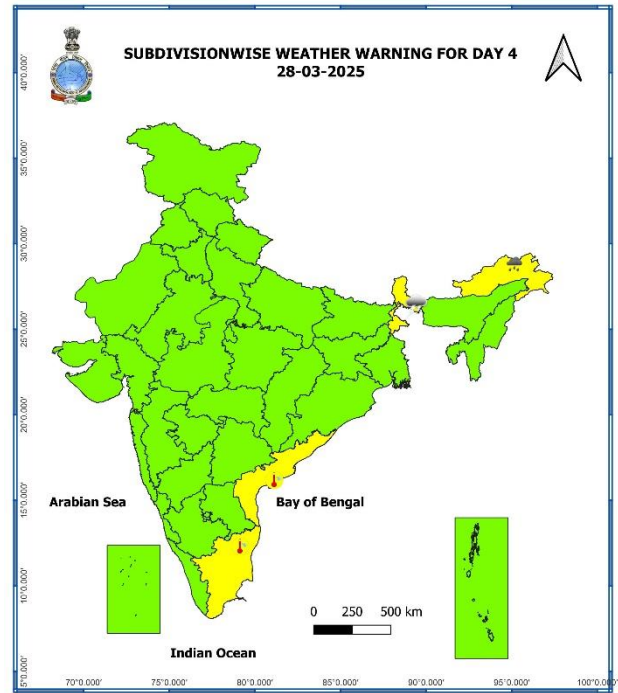 SUBDIVISIONWISE WEATHER WARNING FOR DAY 4
28-03-2025
40°0.000'
35°0.000'
30°0.000'
25°0.000'
20°0.000'
15°0.000'
10°0.000'
5°0.000'
Arabian Sea
Bay of Bengal
0 250 500 km
Indian Ocean
70°0.000' 75°0.000' 80°0.000' 85°0.000' 90°0.000' 95°0.000' 100°0.000'